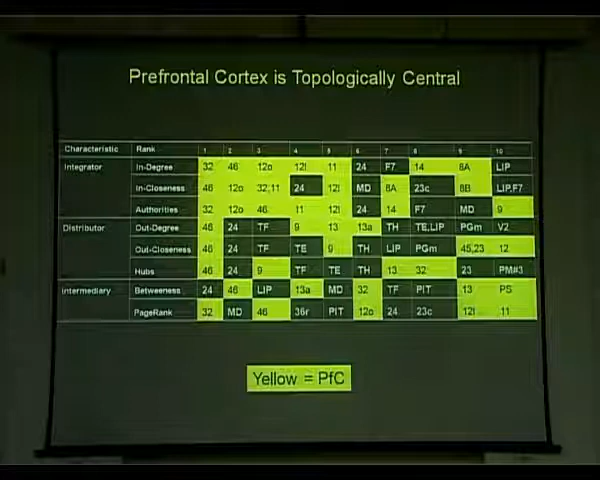 Prefrontal Cortex is Topologically Central
Characteristic Rank 1 2 3 4 5 6 7 8 9 10
Integrator In-Degree 32 46 12o 12l 11 24 F7 14 8A LIP
In-Closeness 46 12o 32,11 24 12l MD 8A 23c 8B LIP,F7
Authorities 32 12o 46 11 12l 24 14 F7 MD 9
Distributor Out-Degree 46 24 TF 9 13 13a TH TE,LIP PGm V2
Out-Closeness 46 24 TF TE 9 TH LIP PGm 45,23 12
Hubs 46 24 9 TF TE TH 13 32 23 PM#3
Intermediary Betweeness 24 46 LIP 13a MD 32 TF PIT 13 PS
PageRank 32 MD 46 36r PIT 12o 24 23c 12l 11
Yellow = PfC